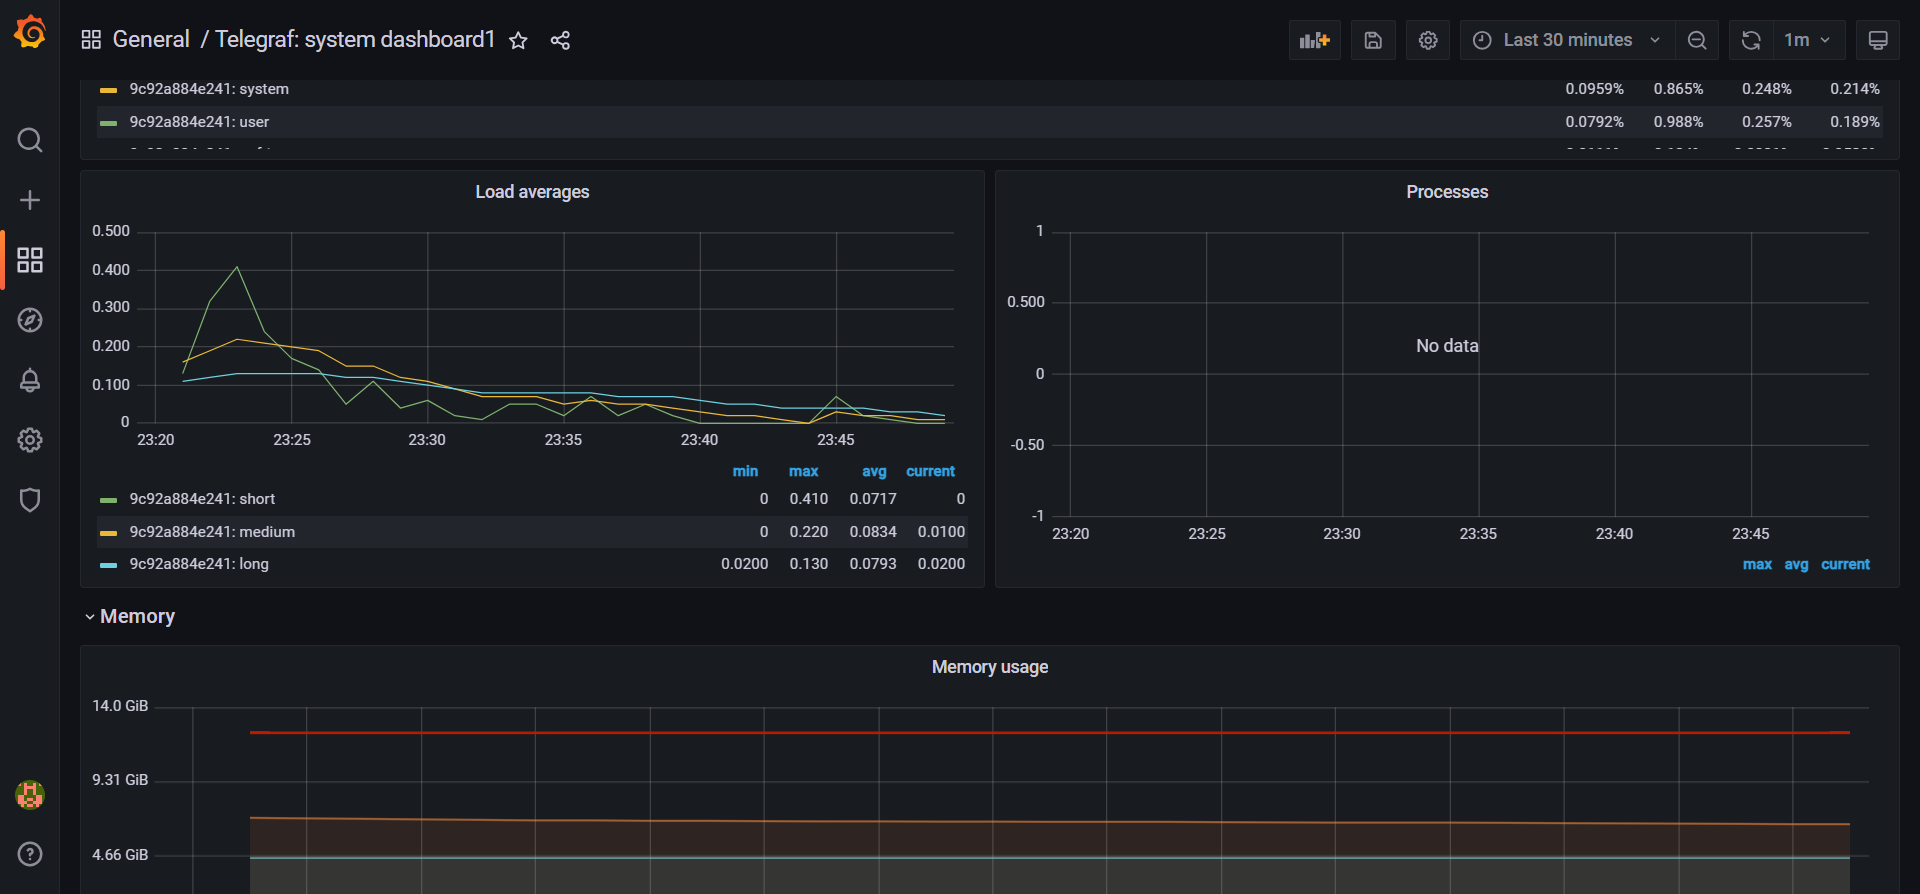 General / Telegraf: system dashboard1
Last 30 minutes
1m
9c92a884e241: system 0.0959% 0.865% 0.248% 0.214%
9c92a884e241: user 0.0792% 0.988% 0.257% 0.189%
Load averages
0.500
0.400
0.300
0.200
0.100
0
23:20 23:25 23:30 23:35 23:40 23:45
min max avg current
9c92a884e241: short 0 0.410 0.0717 0
9c92a884e241: medium 0 0.220 0.0834 0.0100
9c92a884e241: long 0.0200 0.130 0.0793 0.0200
Processes
1
0.500
No data
0
-0.50
-1
23:20 23:25 23:30 23:35 23:40 23:45
max avg current
Memory
Memory usage
14.0 GiB
9.31 GiB
4.66 GiB